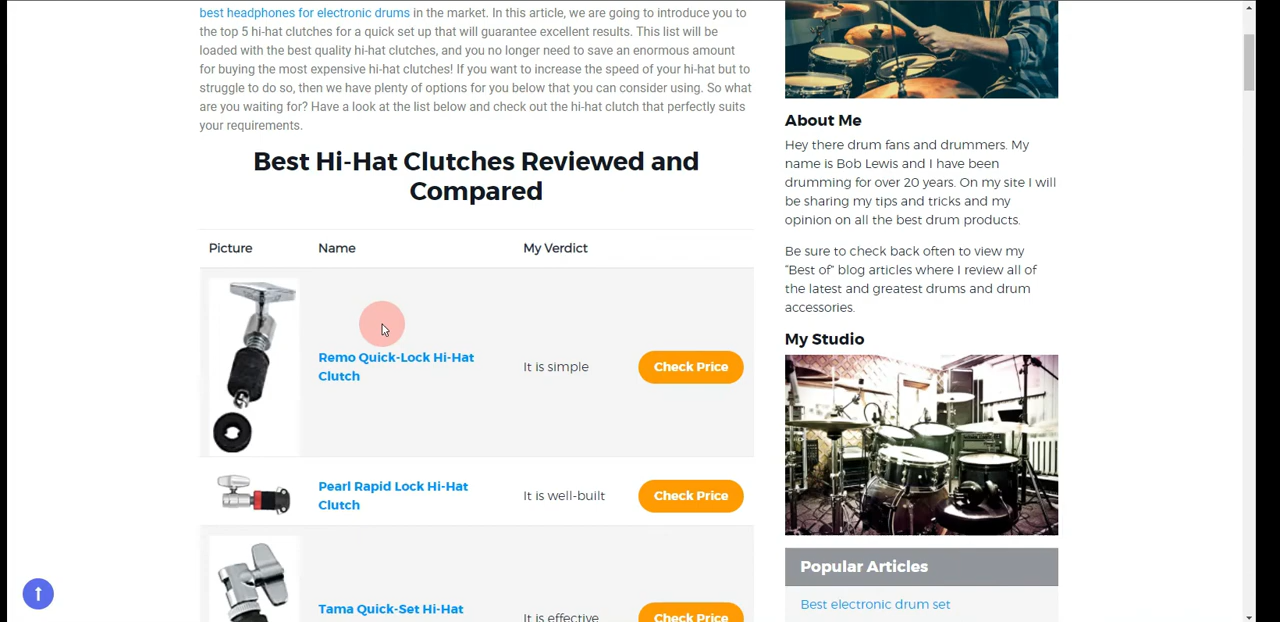 best headphones for electronic drums in the market. In this article, we are going to introduce you to
the top 5 hi-hat clutches for a quick set up that will guarantee excellent results. This list will be
loaded with the best quality hi-hat clutches, and you no longer need to save an enormous amount
for buying the most expensive hi-hat clutches! If you want to increase the speed of your hi-hat but to
struggle to do so, then we have plenty of options for you below that you can consider using. So what
are you waiting for? Have a look at the list below and check out the hi-hat clutch that perfectly suits
your requirements.
Best Hi-Hat Clutches Reviewed and
Compared
Picture Name My Verdict
Remo Quick-Lock Hi-Hat
Clutch
It is simple
Check Price
Pearl Rapid Lock Hi-Hat
Clutch
It is well-built
Check Price
Tama Quick-Set Hi-Hat
It is effective
Check Price
About Me
Hey there drum fans and drummers. My
name is Bob Lewis and I have been
drumming for over 20 years. On my site I will
be sharing my tips and tricks and my
opinion on all the best drum products.
Be sure to check back often to view my
"Best of" blog articles where I review all of
the latest and greatest drums and drum
accessories.
My Studio
Popular Articles
Best electronic drum set